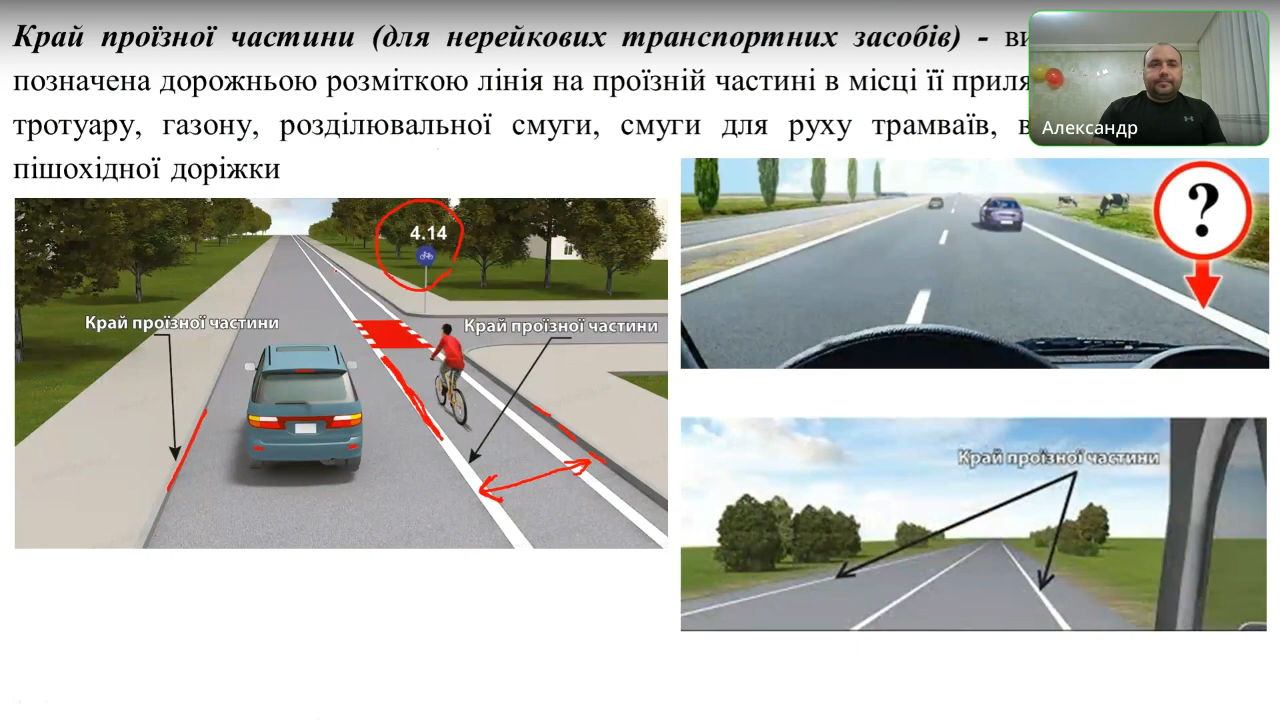 Край проїзної частини (для нерейкових транспортних засобів) -
позначена дорожньою розміткою лінія на проїзній частині в місці її
тротуару, газону, розділювальної смуги, смуги для руху трамваїв,
пішохідної доріжки
Александр
4.14
Край проїзної частини
Край проїзної частини
?
Край проїзної частини